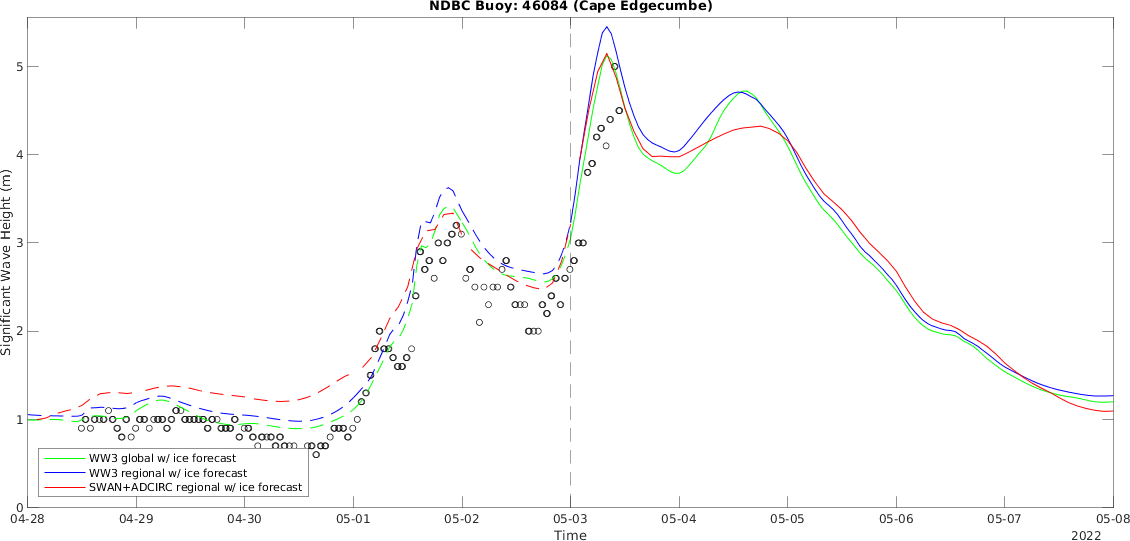 NDBC Buoy: 46084 (Cape Edgecumbe)
Significant Wave Height (m)
5
4
3
2
1
0
WW3 global w/ ice forecast
WW3 regional w/ ice forecast
SWAN+ADCIRC regional w/ ice forecast
04-28 04-29 04-30 05-01 05-02 05-03 05-04 05-05 05-06 05-07 05-08
Time
2022